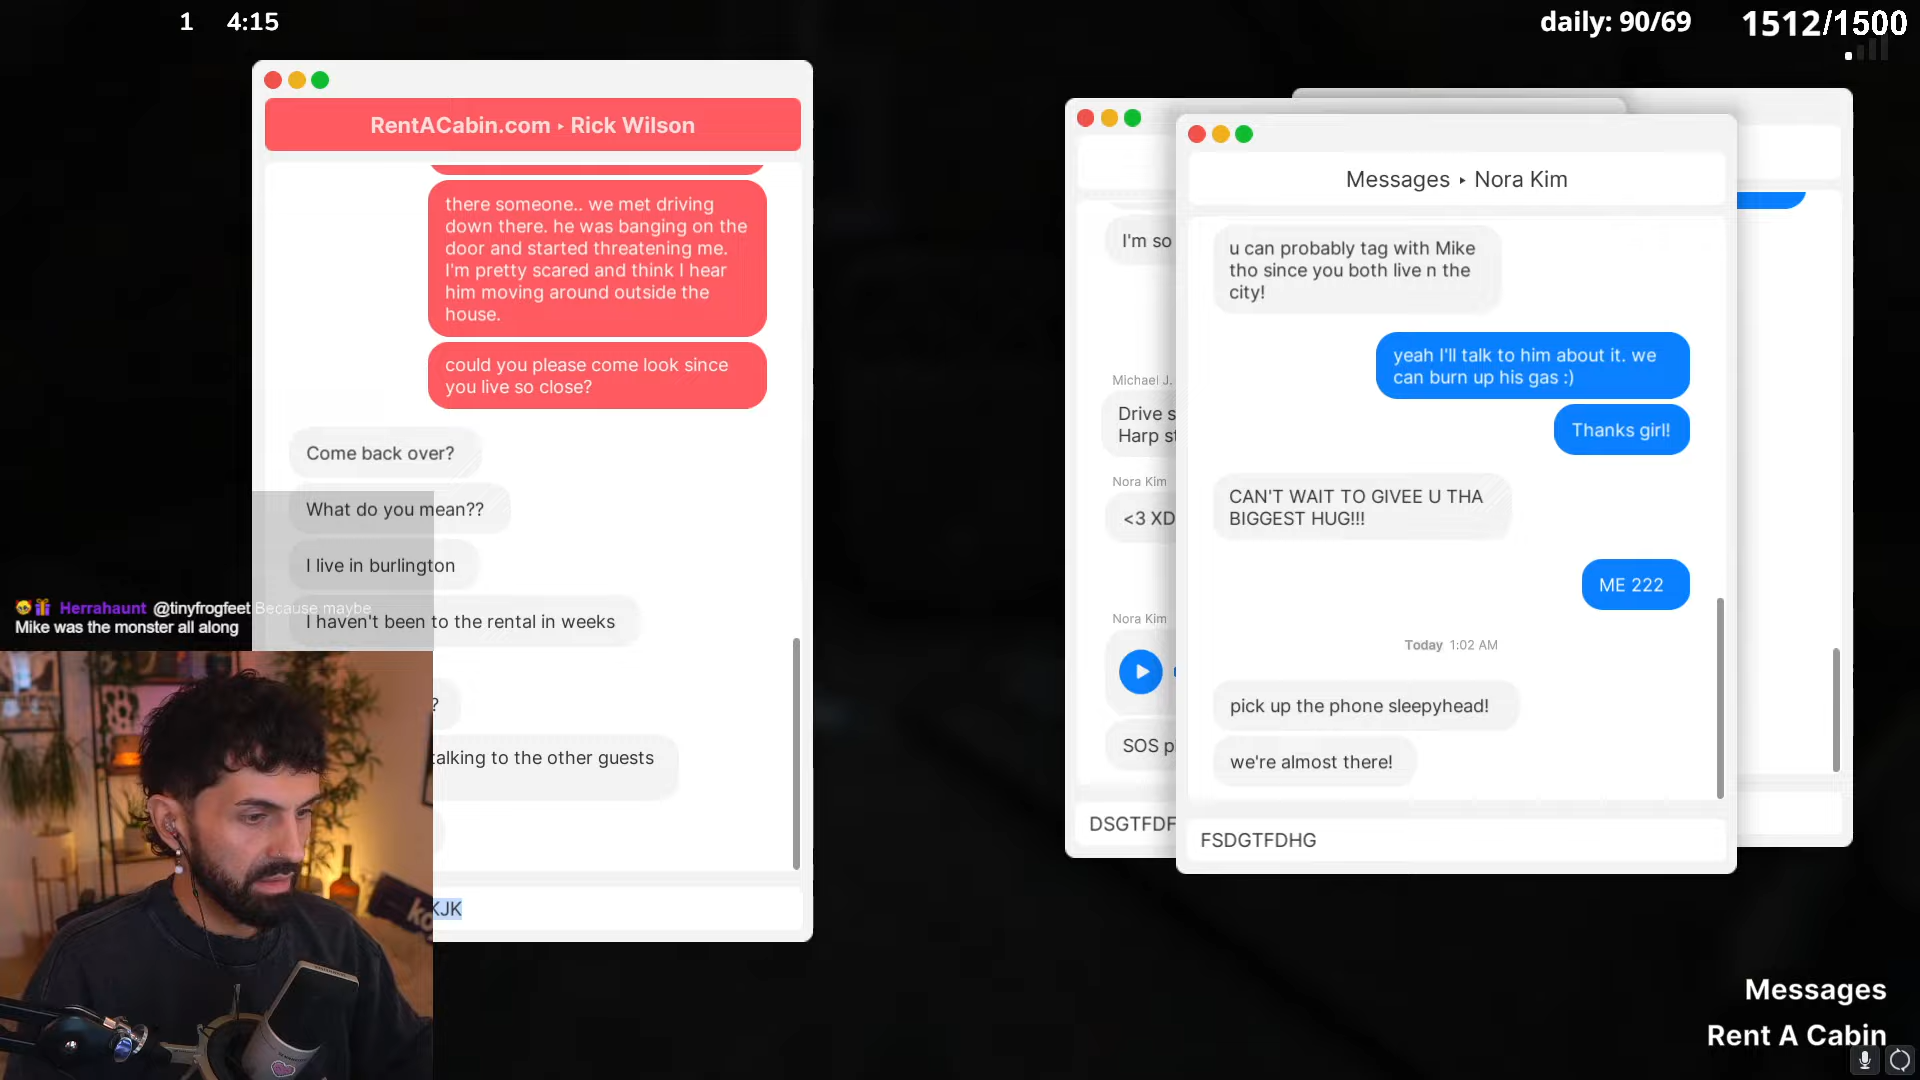 1 4:15
daily: 90/69 1512/1500
RentACabin.com ▸ Rick Wilson
there someone.. we met driving
down there. he was banging on the
door and started threatening me.
I'm pretty scared and think I hear
him moving around outside the
house.
could you please come look since
you live so close?
Come back over?
What do you mean??
I live in burlington
I haven't been to the rental in weeks
?
talking to the other guests
KJK
Herrahaunt @tinyfrogfeet Because maybe
Mike was the monster all along
I'm so
Michael J.
Drive s
Harp st
Nora Kim
<3 XD
Nora Kim
SOS p
DSGTFDF
Messages ▸ Nora Kim
u can probably tag with Mike
tho since you both live n the
city!
yeah I'll talk to him about it. we
can burn up his gas :)
Thanks girl!
CAN'T WAIT TO GIVEE U THA
BIGGEST HUG!!!
ME 222
Today 1:02 AM
pick up the phone sleepyhead!
we're almost there!
FSDGTFDHG
Messages
Rent A Cabin